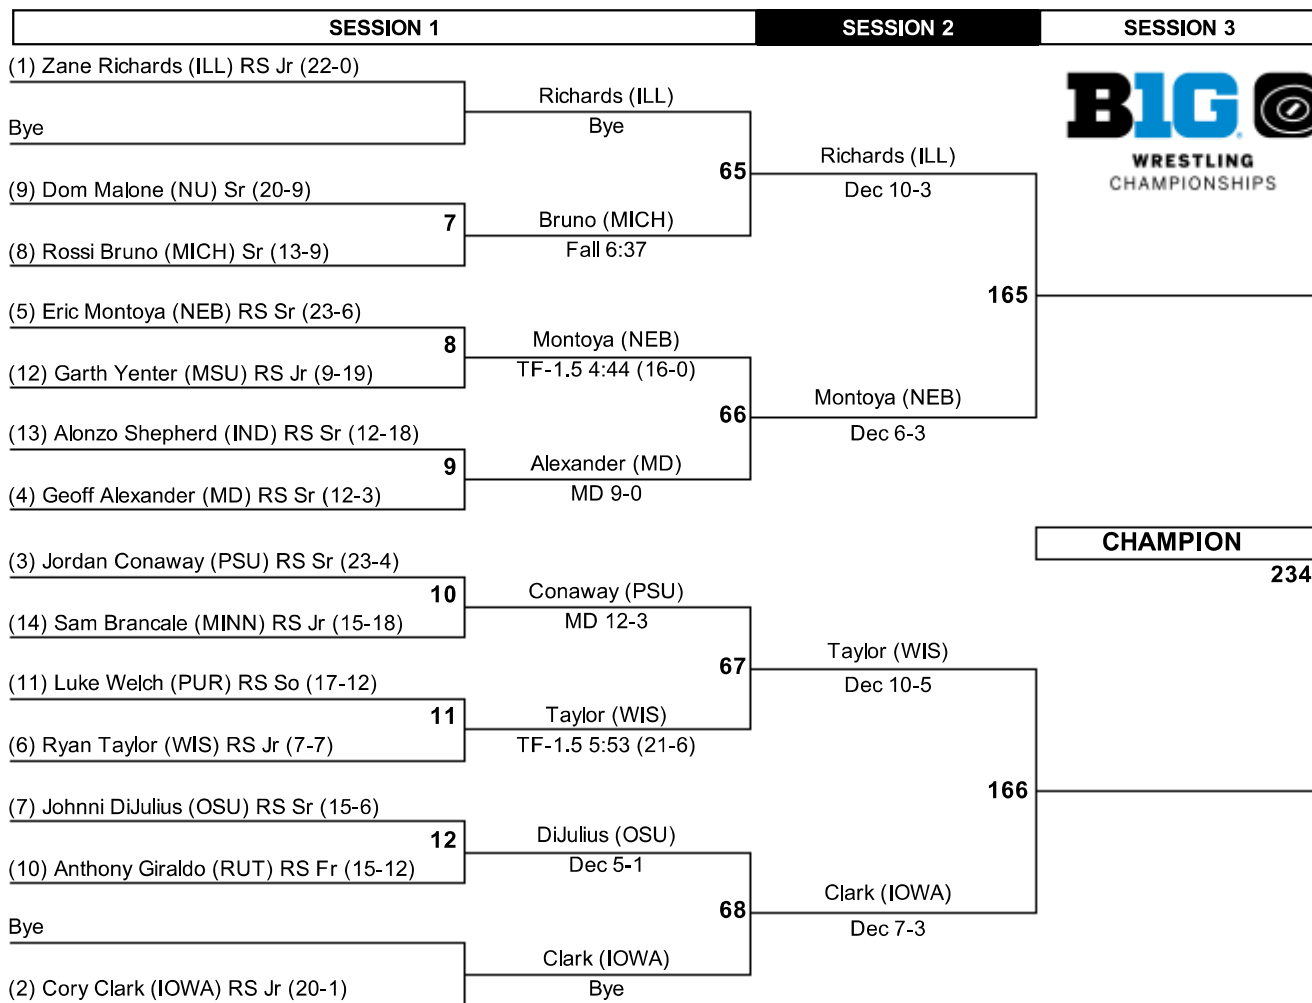 SESSION 1
SESSION 2
SESSION 3
(1) Zane Richards (ILL) RS Jr (22-0)
Richards (ILL)
Bye
Bye
B1G
WRESTLING
CHAMPIONSHIPS
65
Richards (ILL)
Dec 10-3
(9) Dom Malone (NU) Sr (20-9)
7
Bruno (MICH)
Fall 6:37
(8) Rossi Bruno (MICH) Sr (13-9)
165
(5) Eric Montoya (NEB) RS Sr (23-6)
8
Montoya (NEB)
TF-1.5 4:44 (16-0)
(12) Garth Yenter (MSU) RS Jr (9-19)
66
Montoya (NEB)
Dec 6-3
(13) Alonzo Shepherd (IND) RS Sr (12-18)
9
Alexander (MD)
MD 9-0
(4) Geoff Alexander (MD) RS Sr (12-3)
CHAMPION
234
(3) Jordan Conaway (PSU) RS Sr (23-4)
10
Conaway (PSU)
MD 12-3
(14) Sam Brancale (MINN) RS Jr (15-18)
67
Taylor (WIS)
Dec 10-5
(11) Luke Welch (PUR) RS So (17-12)
11
Taylor (WIS)
TF-1.5 5:53 (21-6)
(6) Ryan Taylor (WIS) RS Jr (7-7)
166
(7) Johnni DiJulius (OSU) RS Sr (15-6)
12
DiJulius (OSU)
Dec 5-1
(10) Anthony Giraldo (RUT) RS Fr (15-12)
68
Clark (IOWA)
Dec 7-3
Bye
Clark (IOWA)
Bye
(2) Cory Clark (IOWA) RS Jr (20-1)